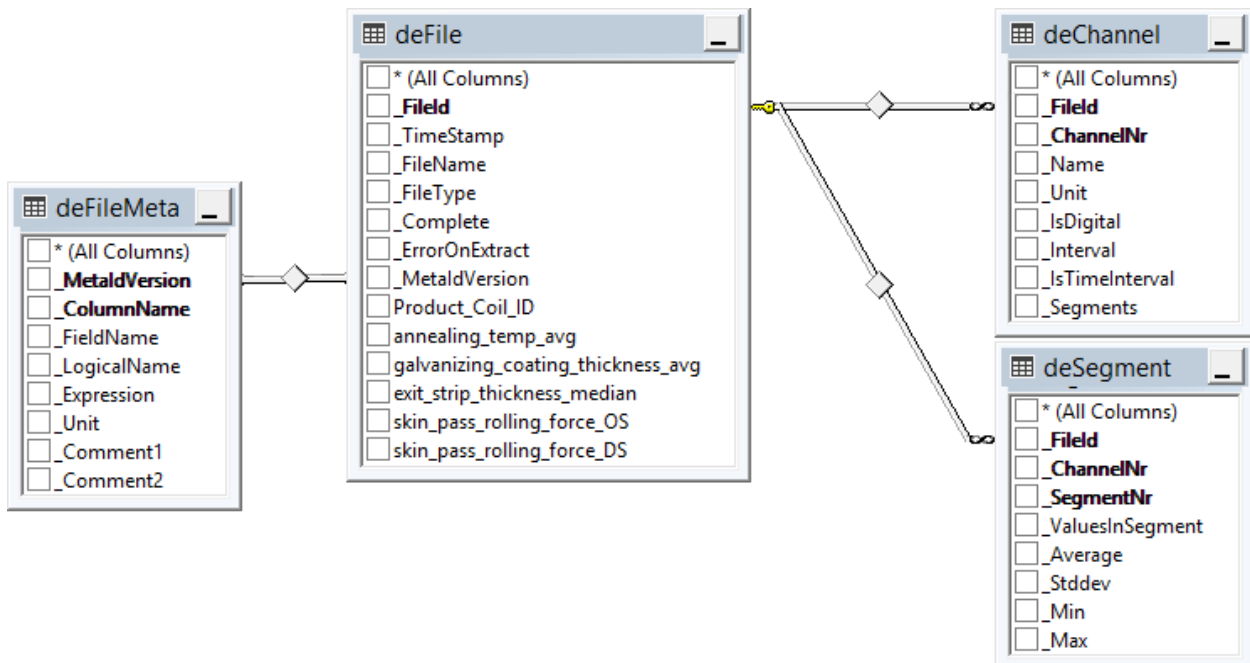 deFileMeta
* (All Columns)
_MetaIdVersion
_ColumnName
_FieldName
_LogicalName
_Expression
_Unit
_Comment1
_Comment2
deFile
* (All Columns)
_FileId
_TimeStamp
_FileName
_FileType
_Complete
_ErrorOnExtract
_MetaIdVersion
Product_Coil_ID
annealing_temp_avg
galvanizing_coating_thickness_avg
exit_strip_thickness_median
skin_pass_rolling_force_OS
skin_pass_rolling_force_DS
deChannel
* (All Columns)
_FileId
_ChannelNr
_Name
_Unit
_IsDigital
_Interval
_IsTimeInterval
_Segments
deSegment
* (All Columns)
_FileId
_ChannelNr
_SegmentNr
_ValuesInSegment
_Average
_Stddev
_Min
_Max